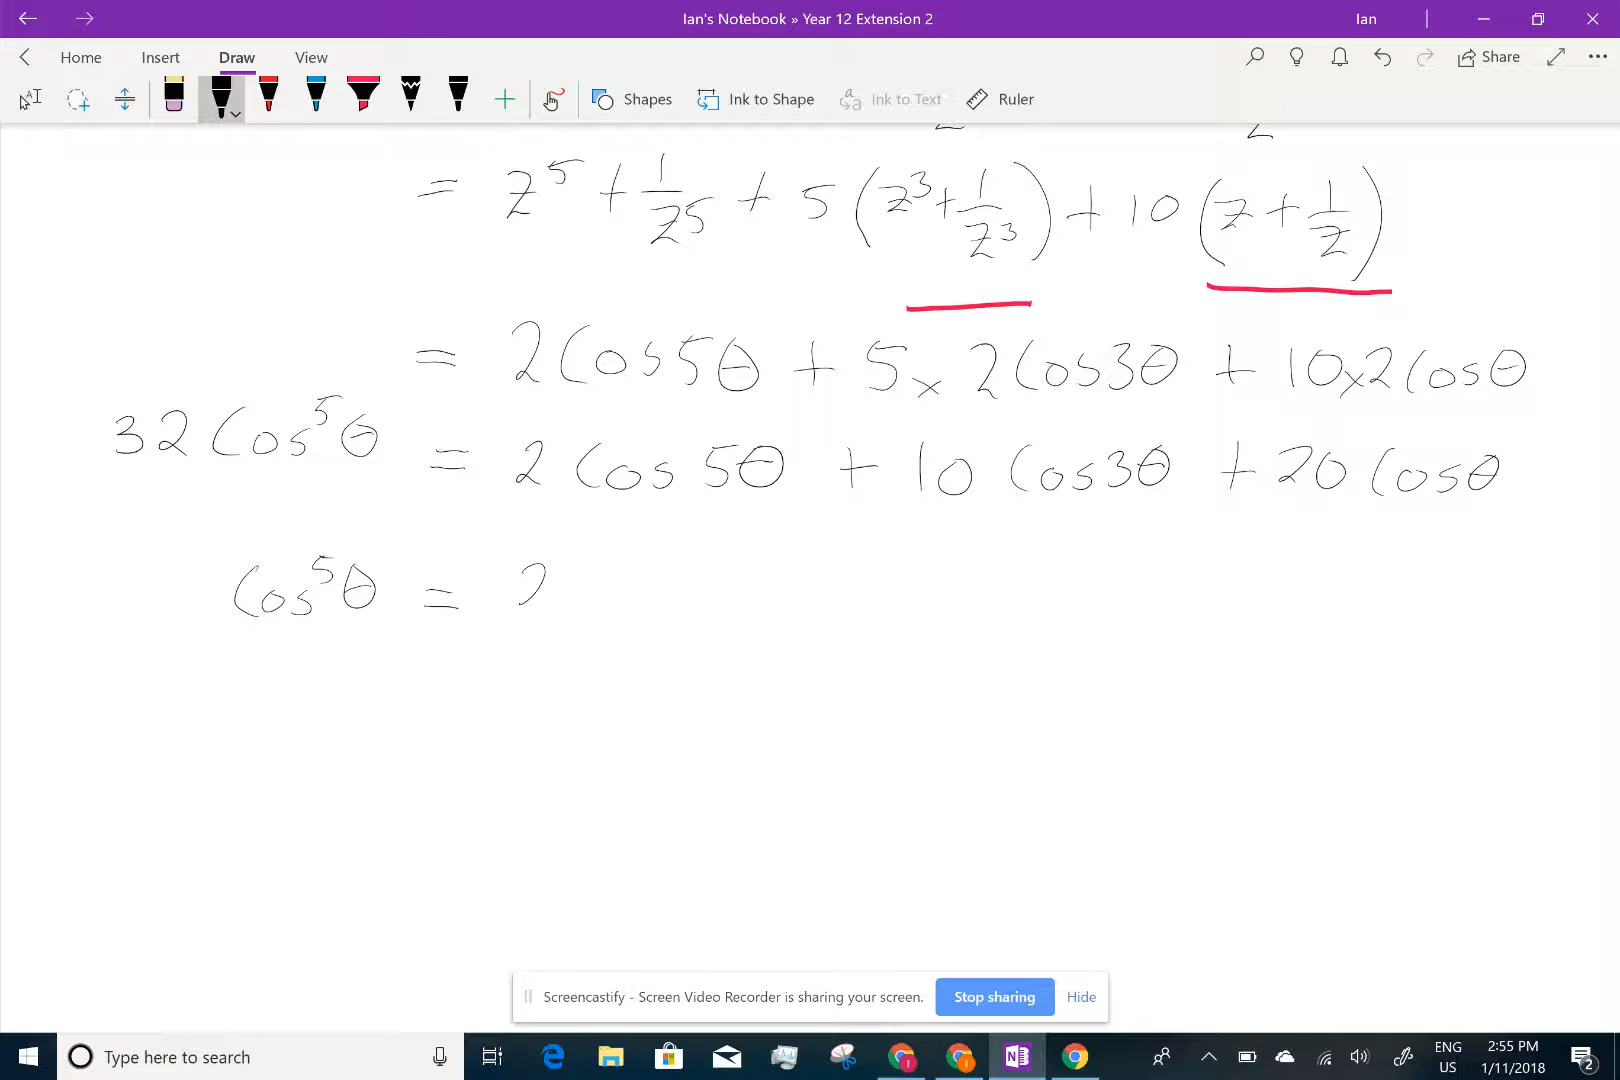 Ian's Notebook » Year 12 Extension 2
Ian
Home Insert Draw View
Share
Shapes Ink to Shape Ink to Text Ruler
= z⁵ + 1/z⁵ + 5(z³ + 1/z³) + 10(z + 1/z)
= 2Cos5θ + 5×2Cos3θ + 10×2Cosθ
32Cos⁵θ = 2Cos5θ + 10Cos3θ + 20Cosθ
Cos⁵θ =
Screencastify - Screen Video Recorder is sharing your screen. Stop sharing Hide
Type here to search
ENG
US
2:55 PM
1/11/2018
2